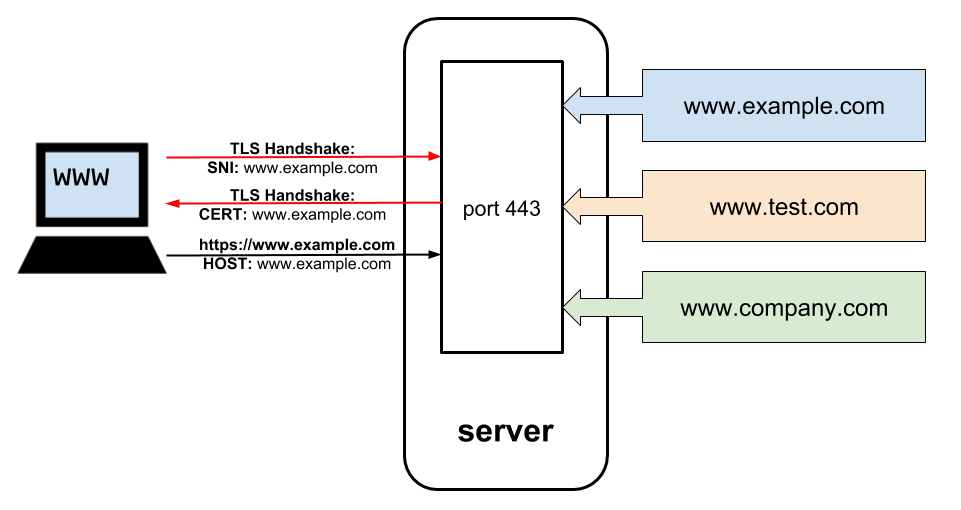 WWW
TLS Handshake:
SNI: www.example.com
TLS Handshake:
CERT: www.example.com
https://www.example.com
HOST: www.example.com
port 443
server
www.example.com
www.test.com
www.company.com